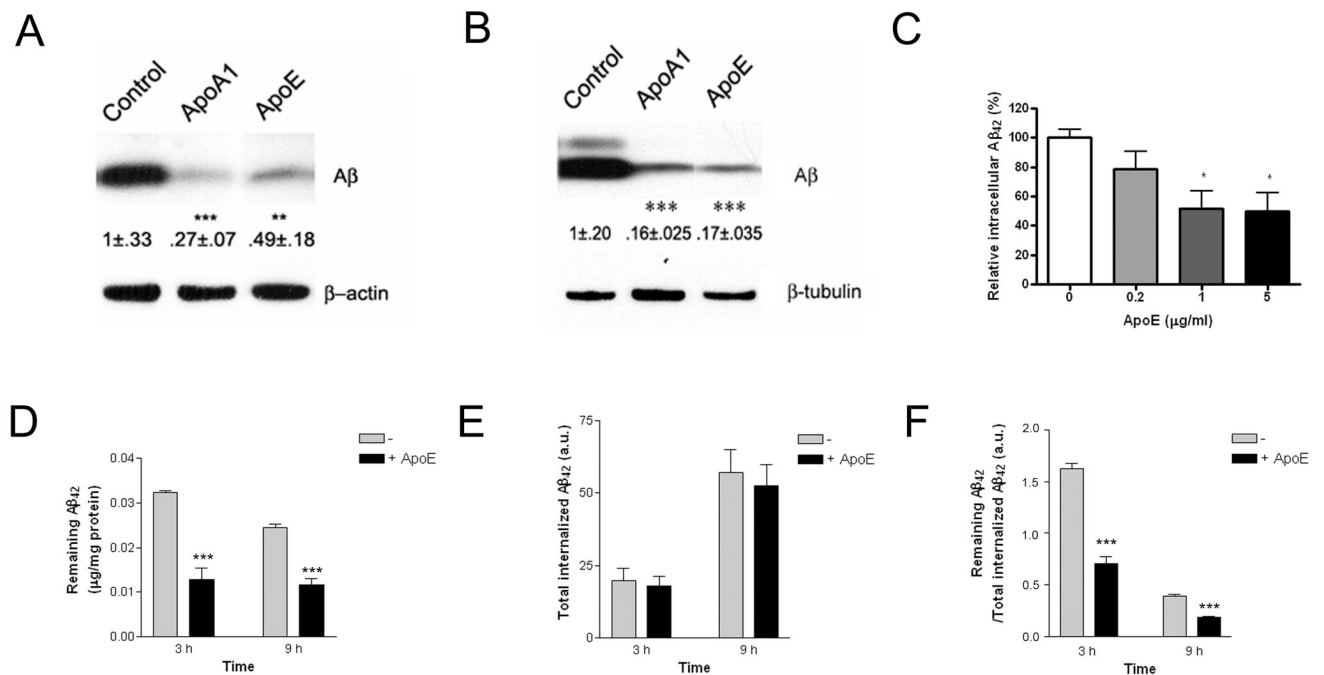 A
Control
ApoA1
ApoE
Aβ
*** **
1±.33 .27±.07 .49±.18
β–actin
B
Control
ApoA1
ApoE
Aβ
*** ***
1±.20 .16±.025 .17±.035
β-tubulin
C
Relative intracellular Aβ42 (%)
120
100
80
60
40
20
0
* *
0 0.2 1 5
ApoE (μg/ml)
D
Remaining Aβ42
(μg/mg protein)
0.04
0.03
0.02
0.01
0.00
-
+ ApoE
*** ***
3 h 9 h
Time
E
Total internalized Aβ42 (a.u.)
75
50
25
0
-
+ ApoE
3 h 9 h
Time
F
Remaining Aβ42
/Total internalized Aβ42 (a.u.)
2.0
1.5
1.0
0.5
0.0
-
+ ApoE
*** ***
3 h 9 h
Time